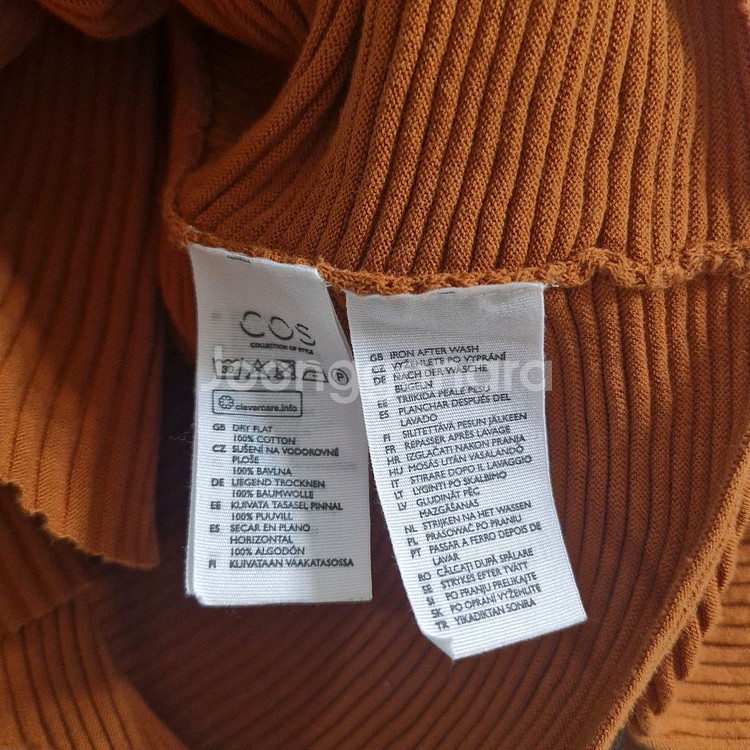 COS
COLLECTION OF STYLE
30
P
clevercare.info
GB DRY FLAT
100% COTTON
CZ SUŠENÍ NA VODOROVNÉ
PLOŠE
100% BAVLNA
DE LIEGEND TROCKNEN
100% BAUMWOLLE
EE KUIVATA TASASEL PINNAL
100% PUUVILL
ES SECAR EN PLANO
HORIZONTAL
100% ALGODÓN
FI KUIVATAAN VAAKATASOSSA
GB IRON AFTER WASH
CZ VYŽEHLETE PO VYPRÁNÍ
DE NACH DER WÄSCHE
BÜGELN
EE TRIIKIDA PEALE PESU
ES PLANCHAR DESPUÉS DEL
LAVADO
FI SILITETTÄVÄ PESUN JÄLKEEN
FR REPASSER APRÈS LAVAGE
HR IZGLAČATI NAKON PRANJA
HU MOSÁS UTÁN VASALANDÓ
IT STIRARE DOPO IL LAVAGGIO
LT LYGINTI PO SKALBIMO
LV GLUDINĀT PĒC
MAZGĀŠANAS
NL STRIJKEN NA HET WASSEN
PL PRASOWAĆ PO PRANIU
PT PASSAR A FERRO DEPOIS DE
LAVAR
RO CĂLCAȚI DUPĂ SPĂLARE
SE STRYKES EFTER TVÄTT
SI PO PRANJU PRELIKAJTE
SK PO OPRANÍ VYŽEHLITE
TR YIKADIKTAN SONRA